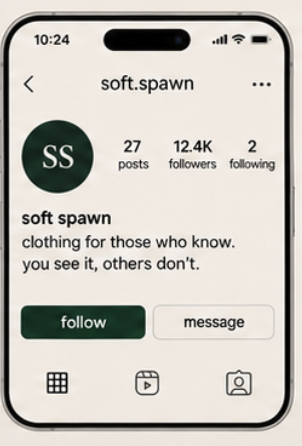 10:24
soft.spawn
SS
27 12.4K 2
posts followers following
soft spawn
clothing for those who know.
you see it, others don't.
follow message